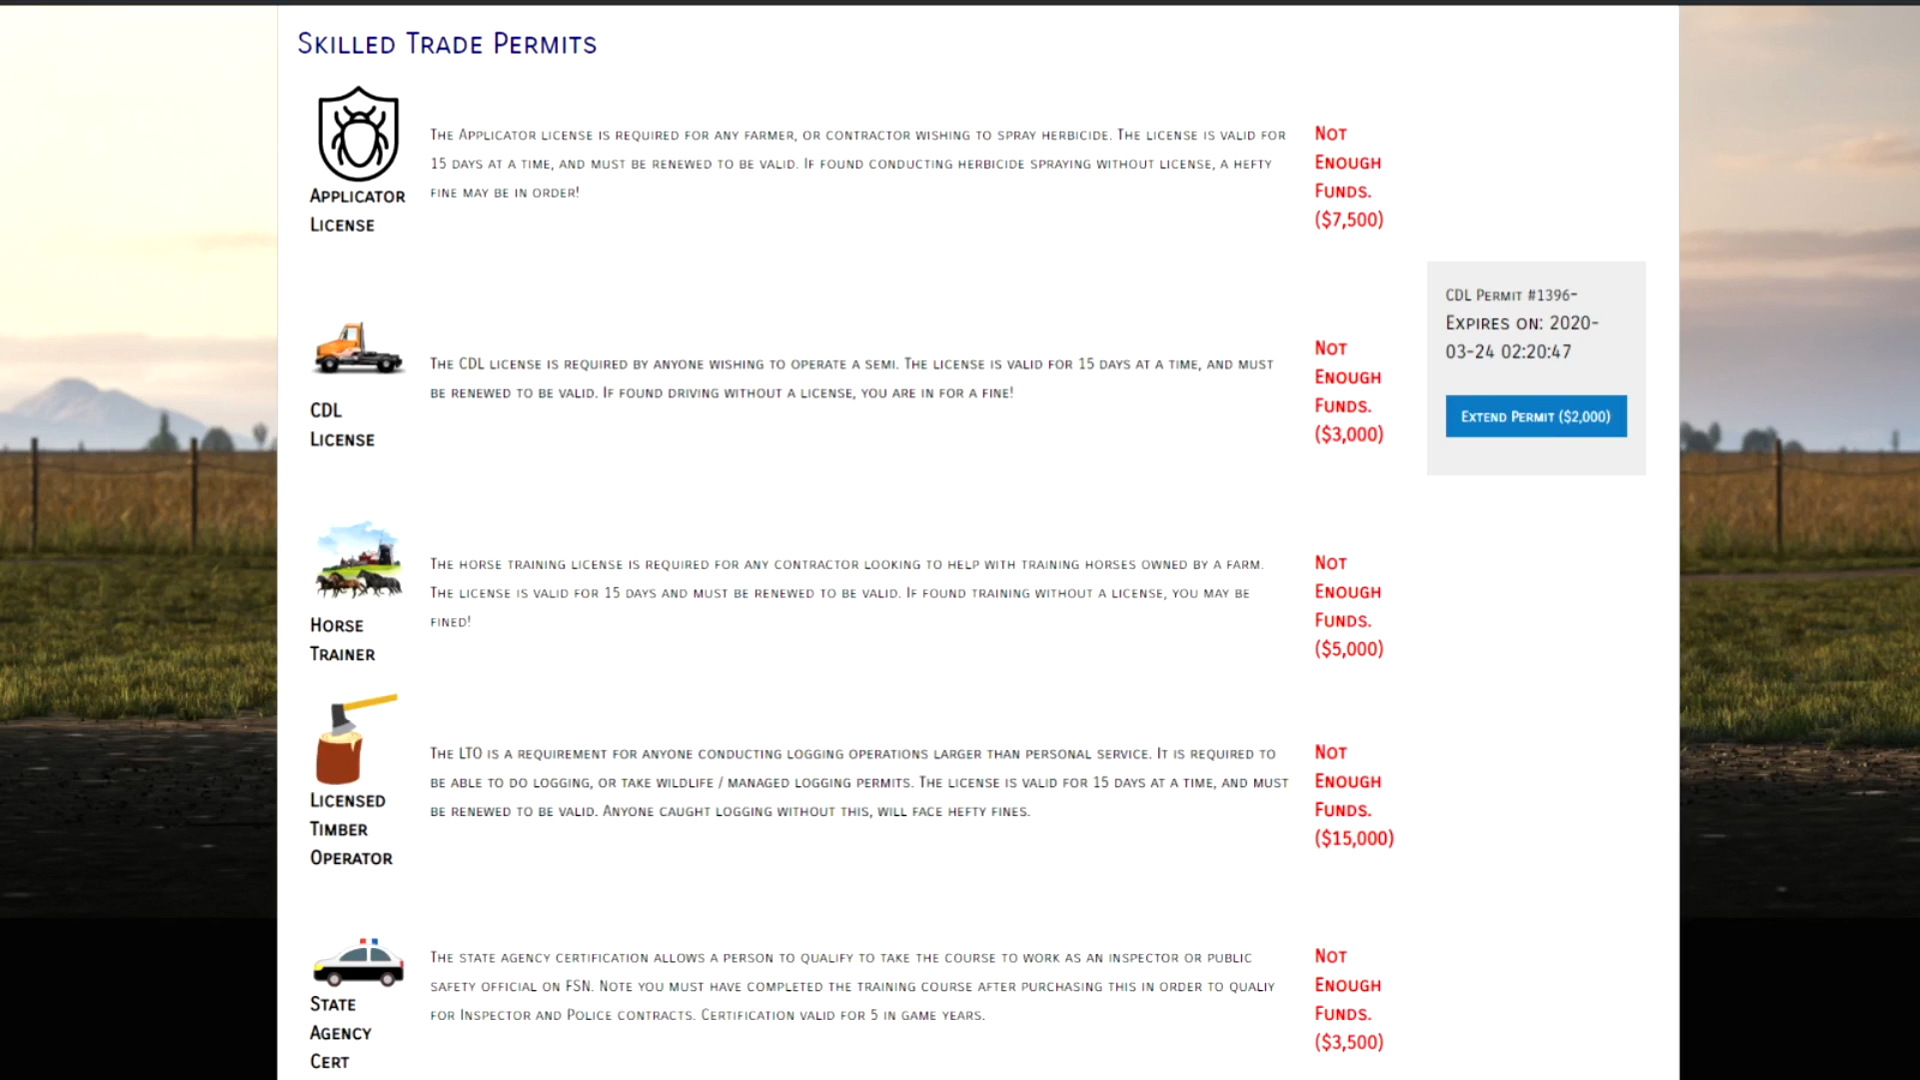 Skilled Trade Permits
Applicator
License
The Applicator license is required for any farmer, or contractor wishing to spray herbicide. The license is valid for
15 days at a time, and must be renewed to be valid. If found conducting herbicide spraying without license, a hefty
fine may be in order!
Not
Enough
Funds.
($7,500)
CDL
License
The CDL license is required by anyone wishing to operate a semi. The license is valid for 15 days at a time, and must
be renewed to be valid. If found driving without a license, you are in for a fine!
Not
Enough
Funds.
($3,000)
CDL Permit #1396-
Expires on: 2020-
03-24 02:20:47
Extend Permit ($2,000)
Horse
Trainer
The horse training license is required for any contractor looking to help with training horses owned by a farm.
The license is valid for 15 days and must be renewed to be valid. If found training without a license, you may be
fined!
Not
Enough
Funds.
($5,000)
Licensed
Timber
Operator
The LTO is a requirement for anyone conducting logging operations larger than personal service. It is required to
be able to do logging, or take wildlife / managed logging permits. The license is valid for 15 days at a time, and must
be renewed to be valid. Anyone caught logging without this, will face hefty fines.
Not
Enough
Funds.
($15,000)
State
Agency
Cert
The state agency certification allows a person to qualify to take the course to work as an inspector or public
safety official on FSN. Note you must have completed the training course after purchasing this in order to qualiy
for Inspector and Police contracts. Certification valid for 5 in game years.
Not
Enough
Funds.
($3,500)